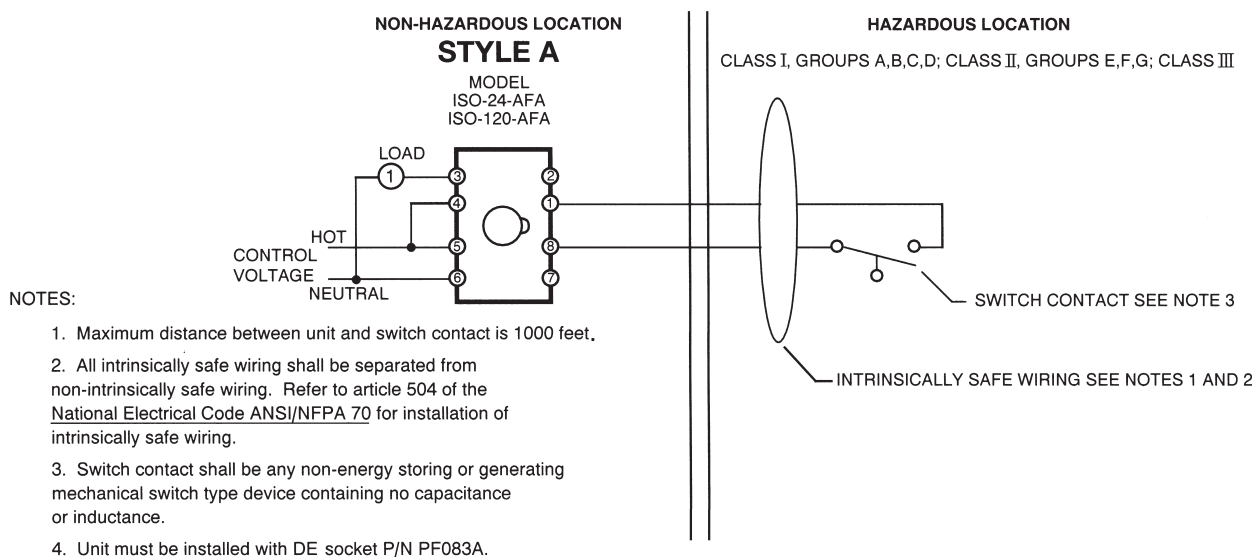 NON-HAZARDOUS LOCATION
STYLE A
MODEL
ISO-24-AFA
ISO-120-AFA
HAZARDOUS LOCATION
CLASS I, GROUPS A,B,C,D; CLASS II, GROUPS E,F,G; CLASS III
LOAD
1
3
2
4
1
HOT
5
8
CONTROL
VOLTAGE
6
7
NEUTRAL
SWITCH CONTACT SEE NOTE 3
INTRINSICALLY SAFE WIRING SEE NOTES 1 AND 2
NOTES:
1. Maximum distance between unit and switch contact is 1000 feet.
2. All intrinsically safe wiring shall be separated from
non-intrinsically safe wiring. Refer to article 504 of the
National Electrical Code ANSI/NFPA 70 for installation of
intrinsically safe wiring.
3. Switch contact shall be any non-energy storing or generating
mechanical switch type device containing no capacitance
or inductance.
4. Unit must be installed with DE socket P/N PF083A.